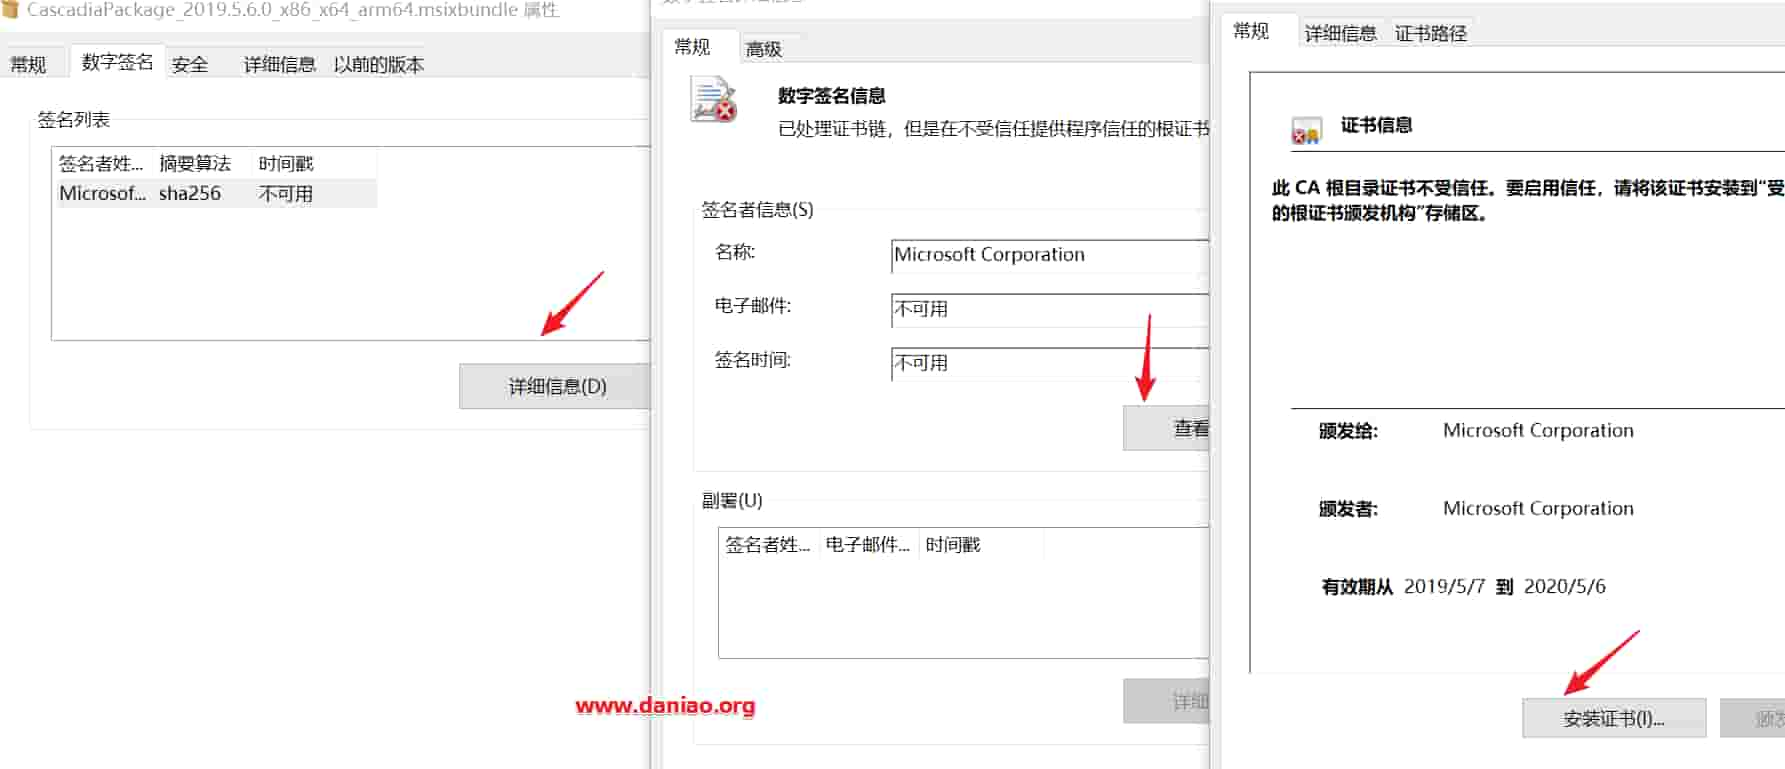 CascadiaPackage_2019.5.6.0_x86_x64_arm64.msixbundle 属性
常规 数字签名 安全 详细信息 以前的版本
签名列表
签名者姓... 摘要算法 时间戳
Microsof... sha256 不可用
详细信息(D)
常规 高级
数字签名信息
已处理证书链，但是在不受信任提供程序信任的根证书
签名者信息(S)
名称: Microsoft Corporation
电子邮件: 不可用
签名时间: 不可用
查看
副署(U)
签名者姓... 电子邮件... 时间戳
详细
www.daniao.org
常规 详细信息 证书路径
证书信息
此 CA 根目录证书不受信任。要启用信任，请将该证书安装到“受
的根证书颁发机构”存储区。
颁发给: Microsoft Corporation
颁发者: Microsoft Corporation
有效期从 2019/5/7 到 2020/5/6
安装证书(I)...
颁发